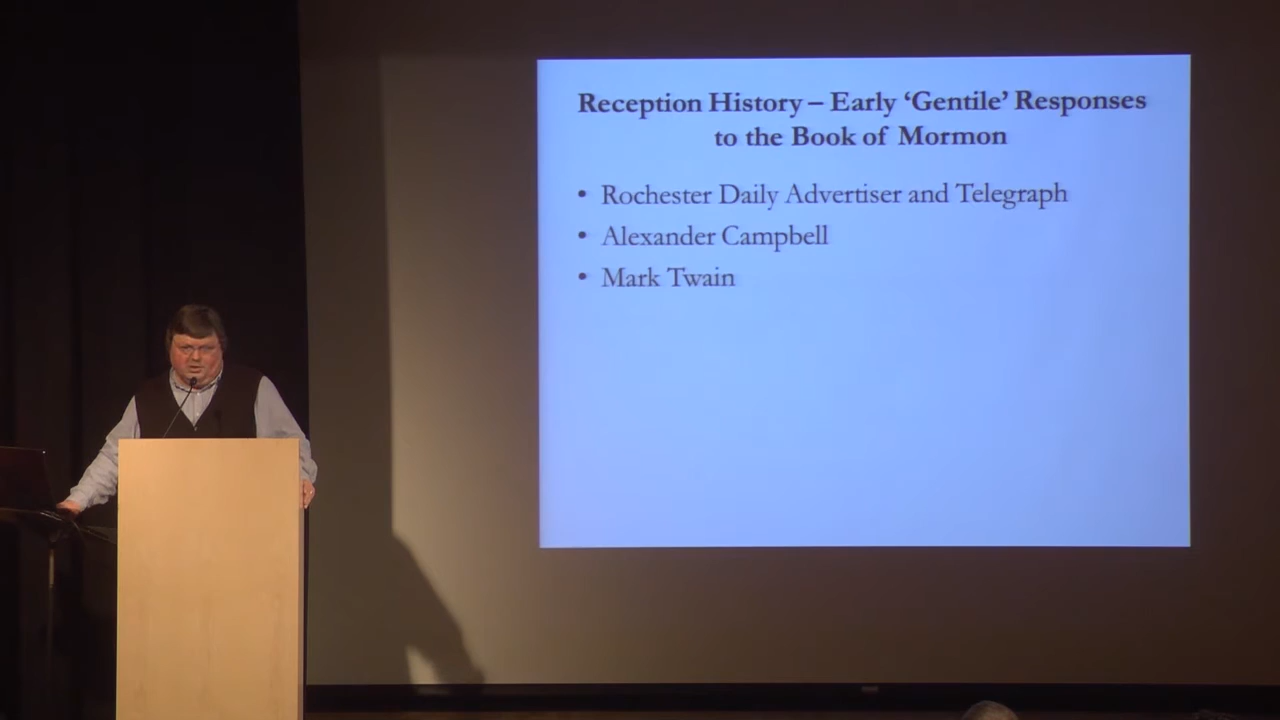 Reception History – Early ‘Gentile’ Responses
to the Book of Mormon
• Rochester Daily Advertiser and Telegraph
• Alexander Campbell
• Mark Twain